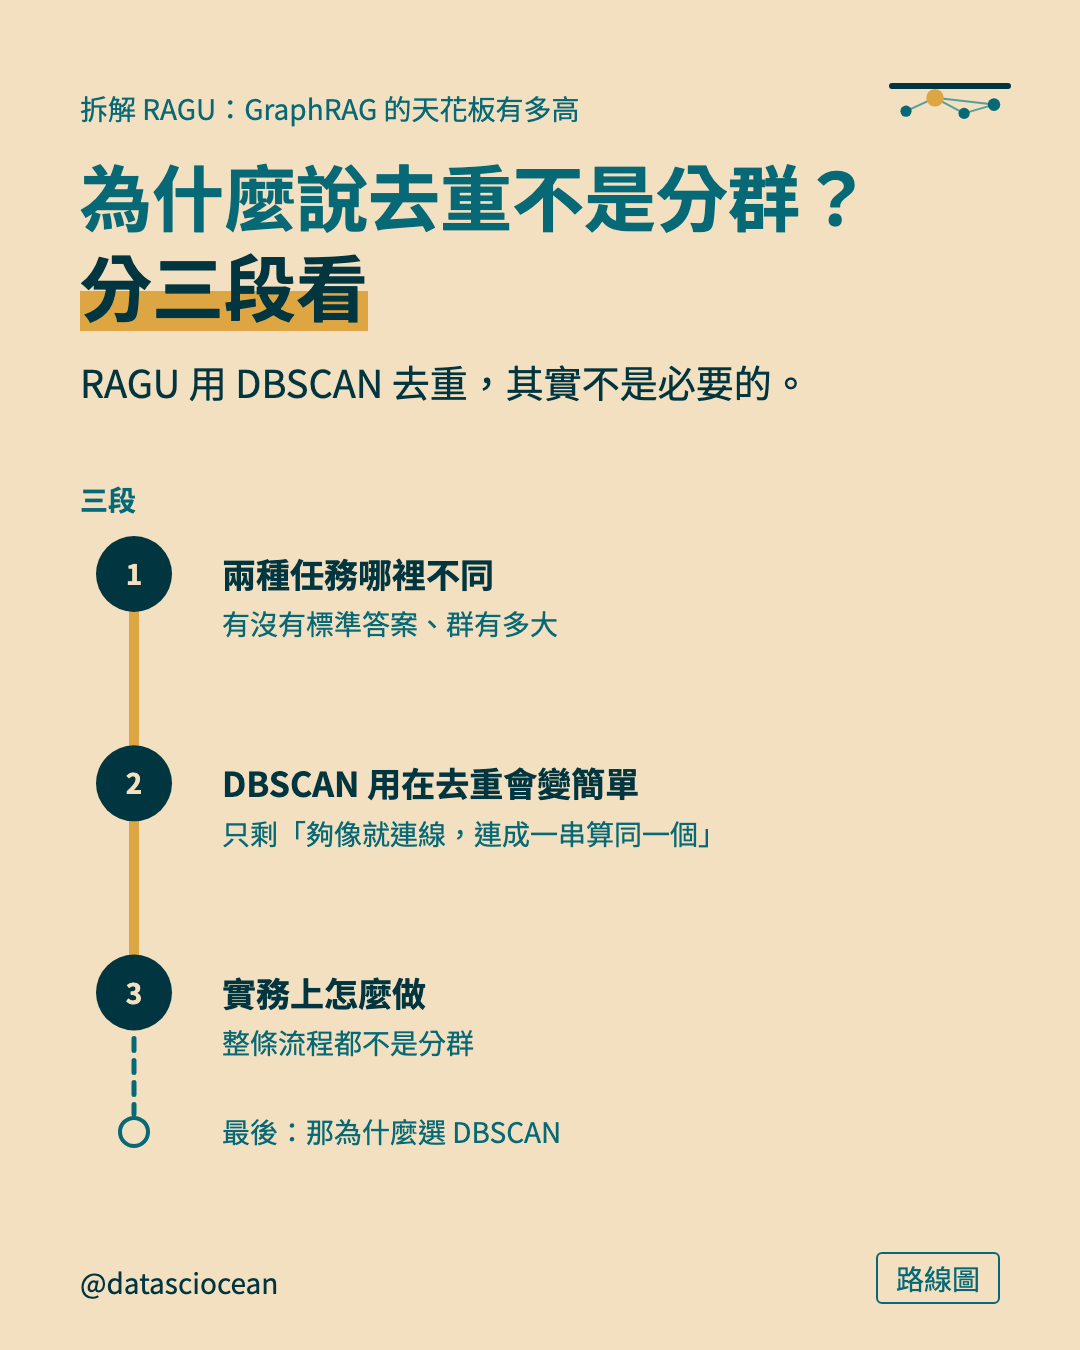 拆解 RAGU：GraphRAG 的天花板有多高
為什麼說去重不是分群？
分三段看
RAGU 用 DBSCAN 去重，其實不是必要的。
三段
1
兩種任務哪裡不同
有沒有標準答案、群有多大
2
DBSCAN 用在去重會變簡單
只剩「夠像就連線，連成一串算同一個」
3
實務上怎麼做
整條流程都不是分群
最後：那為什麼選 DBSCAN
@datasciocean
路線圖